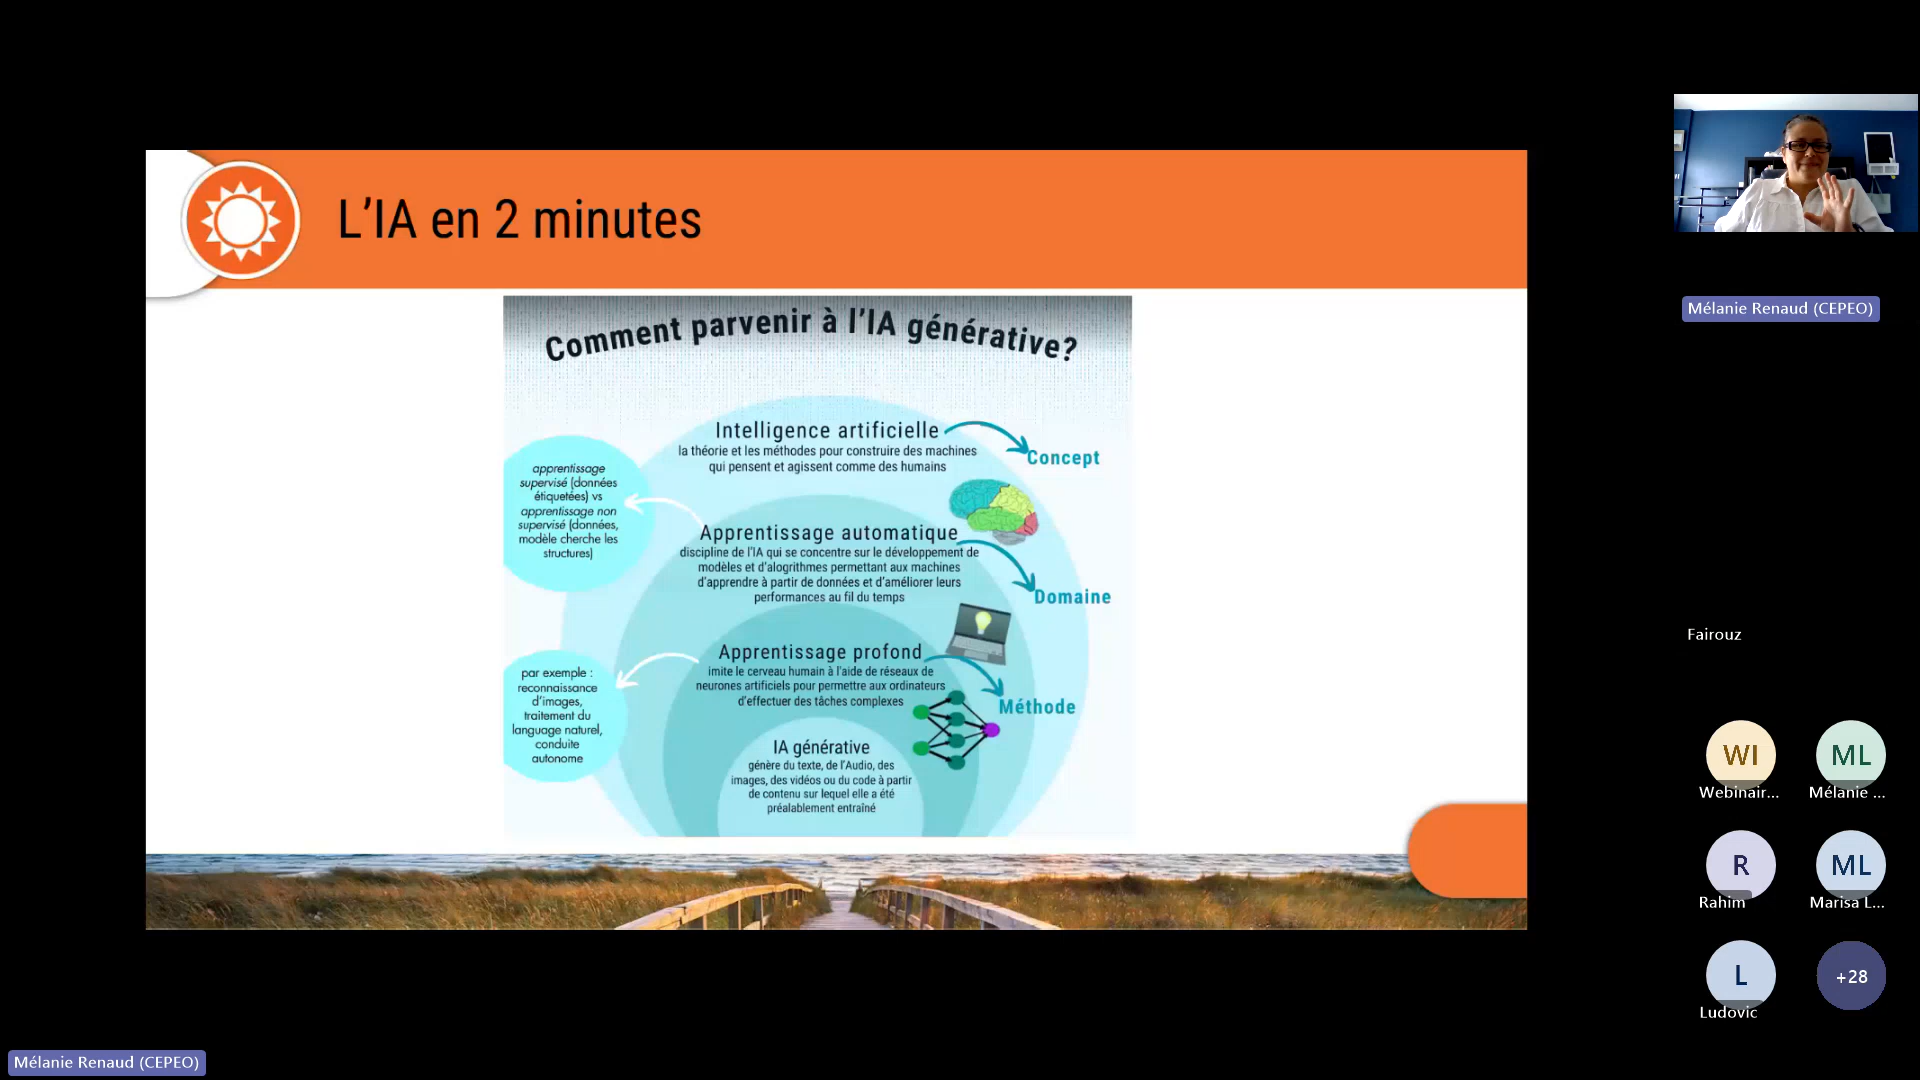 L'IA en 2 minutes
Comment parvenir à l'IA générative?
Intelligence artificielle
la théorie et les méthodes pour construire des machines
qui pensent et agissent comme des humains
Concept
apprentissage
supervisé (données
étiquetées) vs
apprentissage non
supervisé (données,
modèle cherche les
structures)
Apprentissage automatique
discipline de l'IA qui se concentre sur le développement de
modèles et d'alogrithmes permettant aux machines
d'apprendre à partir de données et d'améliorer leurs
performances au fil du temps
Domaine
Apprentissage profond
imite le cerveau humain à l'aide de réseaux de
neurones artificiels pour permettre aux ordinateurs
d'effectuer des tâches complexes
Méthode
par exemple :
reconnaissance
d'images,
traitement du
language naturel,
conduite
autonome
IA générative
génère du texte, de l'Audio, des
images, des vidéos ou du code à partir
de contenu sur lequel elle a été
préalablement entraîné
Mélanie Renaud (CEPEO)
Fairouz
WI
Webinair...
ML
Mélanie ...
R
Rahim
ML
Marisa L...
L
Ludovic
+28
Mélanie Renaud (CEPEO)